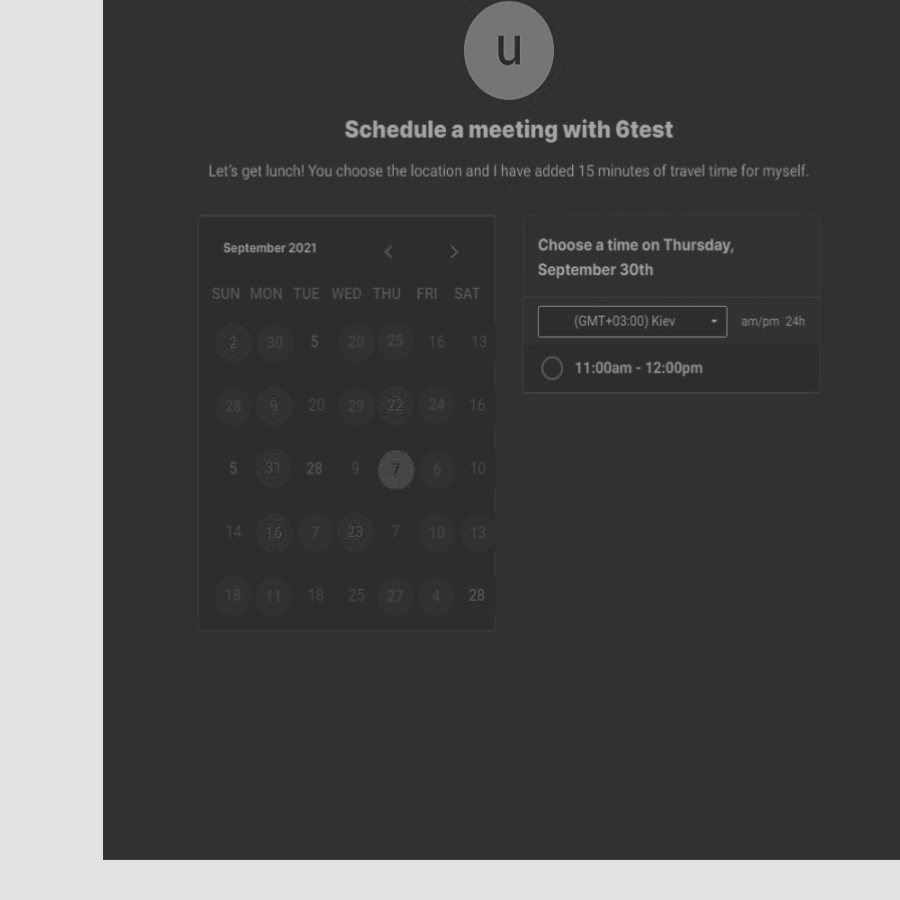 u
Schedule a meeting with 6test
Let's get lunch! You choose the location and I have added 15 minutes of travel time for myself.
September 2021
SUN MON TUE WED THU FRI SAT
2 30 5 20 25 16 13
28 9 20 29 22 24 16
5 31 28 9 7 6 10
14 16 7 23 7 10 13
18 11 18 25 27 4 28
Choose a time on Thursday,
September 30th
(GMT+03:00) Kiev am/pm 24h
11:00am - 12:00pm